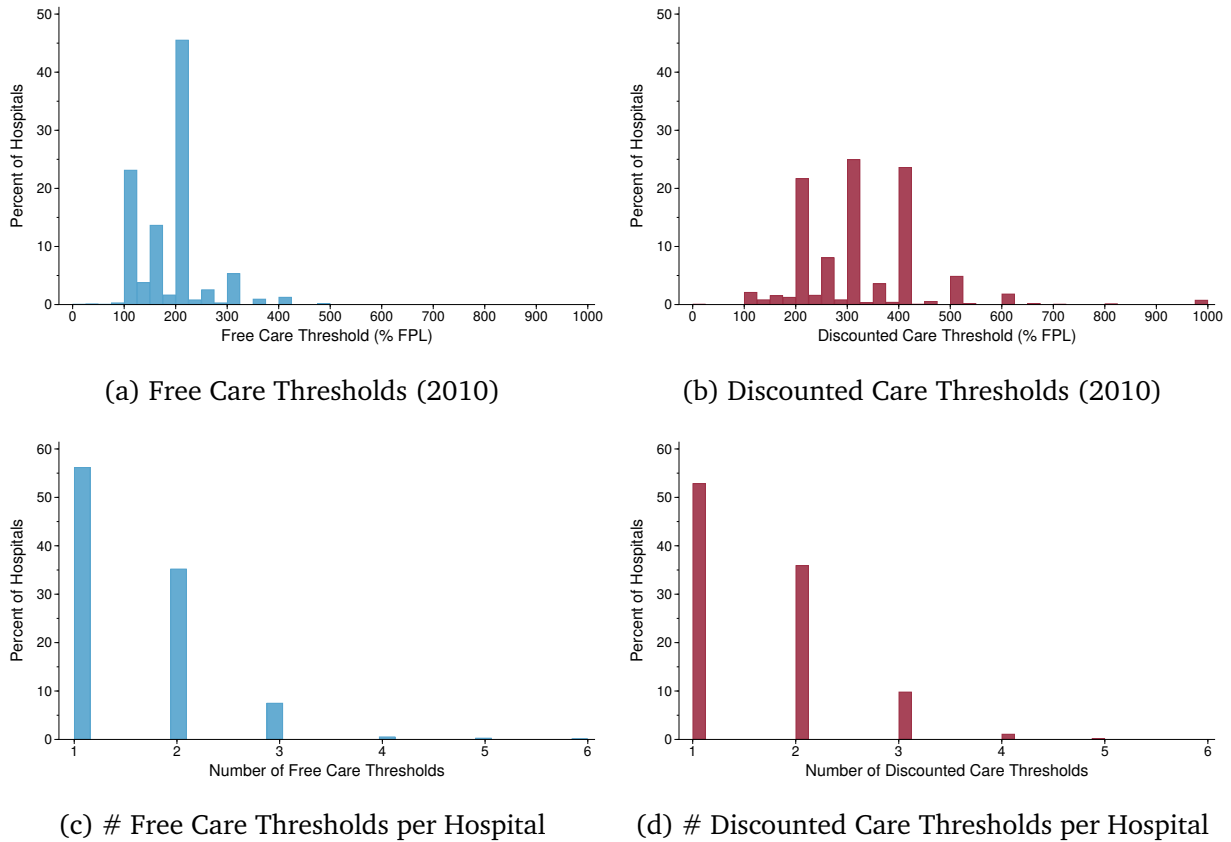 50
40
30
20
10
0
Percent of Hospitals
0 100 200 300 400 500 600 700 800 900 1000
Free Care Threshold (% FPL)
(a) Free Care Thresholds (2010)
50
40
30
20
10
0
Percent of Hospitals
0 100 200 300 400 500 600 700 800 900 1000
Discounted Care Threshold (% FPL)
(b) Discounted Care Thresholds (2010)
60
50
40
30
20
10
0
Percent of Hospitals
1 2 3 4 5 6
Number of Free Care Thresholds
(c) # Free Care Thresholds per Hospital
60
50
40
30
20
10
0
Percent of Hospitals
1 2 3 4 5 6
Number of Discounted Care Thresholds
(d) # Discounted Care Thresholds per Hospital